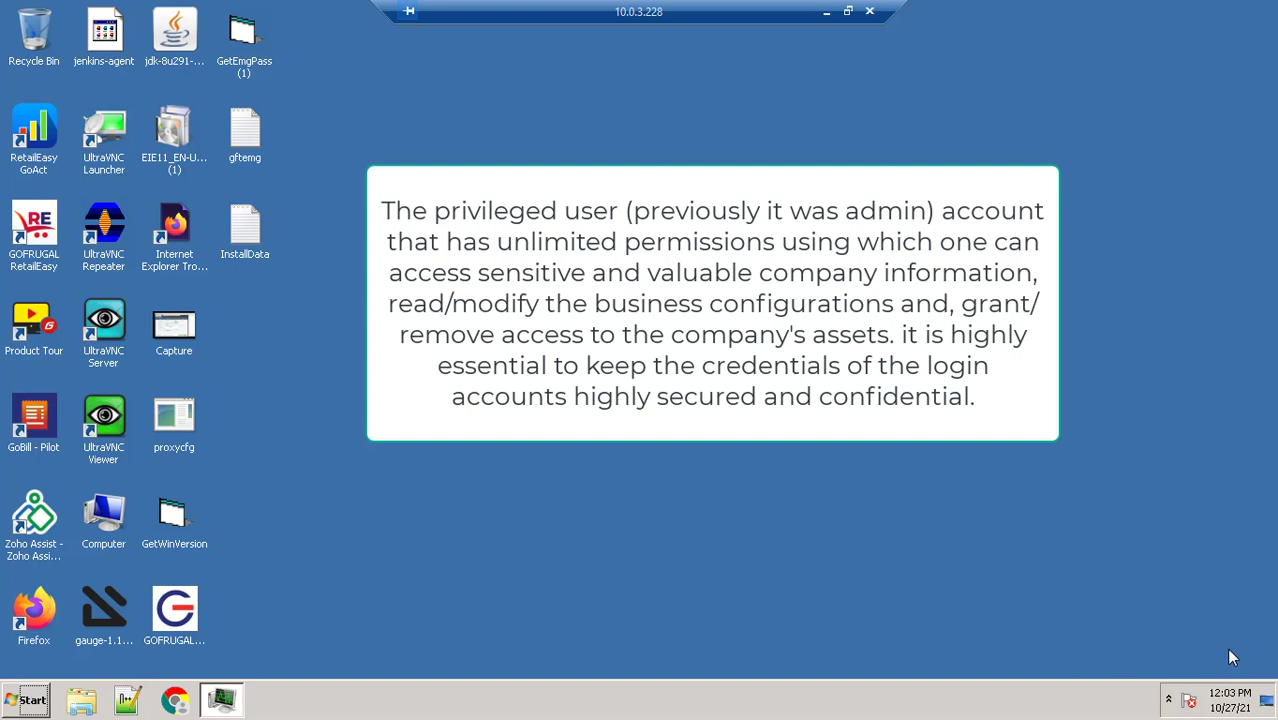 10.0.3.228
Recycle Bin
jenkins-agent
jdk-8u291-...
GetEmgPass
(1)
RetailEasy
GoAct
UltraVNC
Launcher
EIE11_EN-U...
(1)
gftemg
RE
GOFRUGAL
RetailEasy
UltraVNC
Repeater
Internet
Explorer Tro...
InstallData
Product Tour
UltraVNC
Server
Capture
GoBill - Pilot
UltraVNC
Viewer
proxycfg
Zoho Assist -
Zoho Assi...
Computer
GetWinVersion
Firefox
gauge-1.1...
GOFRUGAL...
The privileged user (previously it was admin) account
that has unlimited permissions using which one can
access sensitive and valuable company information,
read/modify the business configurations and, grant/
remove access to the company's assets. it is highly
essential to keep the credentials of the login
accounts highly secured and confidential.
Start
12:03 PM
10/27/21